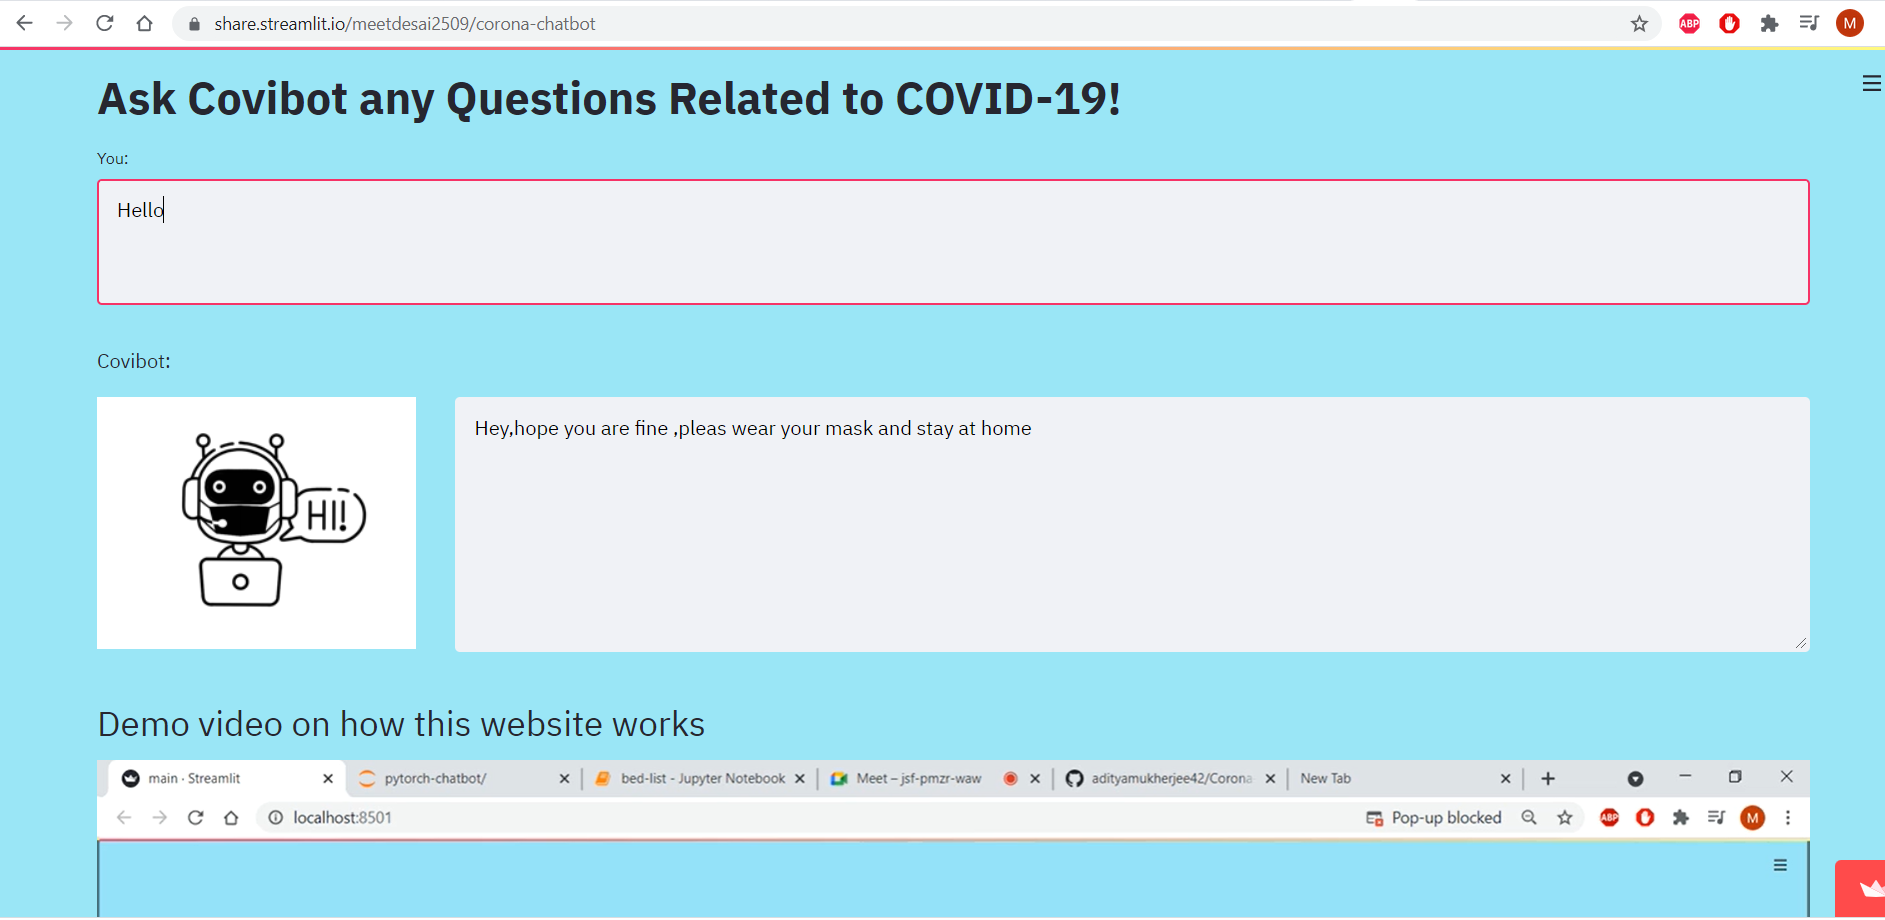 share.streamlit.io/meetdesai2509/corona-chatbot
ABP
M
Ask Covibot any Questions Related to COVID-19!
You:
Hello
Covibot:
HI!
Hey,hope you are fine ,pleas wear your mask and stay at home
Demo video on how this website works
main · Streamlit
pytorch-chatbot/
bed-list - Jupyter Notebook
Meet – jsf-pmzr-waw
adityamukherjee42/Corona
New Tab
localhost:8501
Pop-up blocked
ABP
M